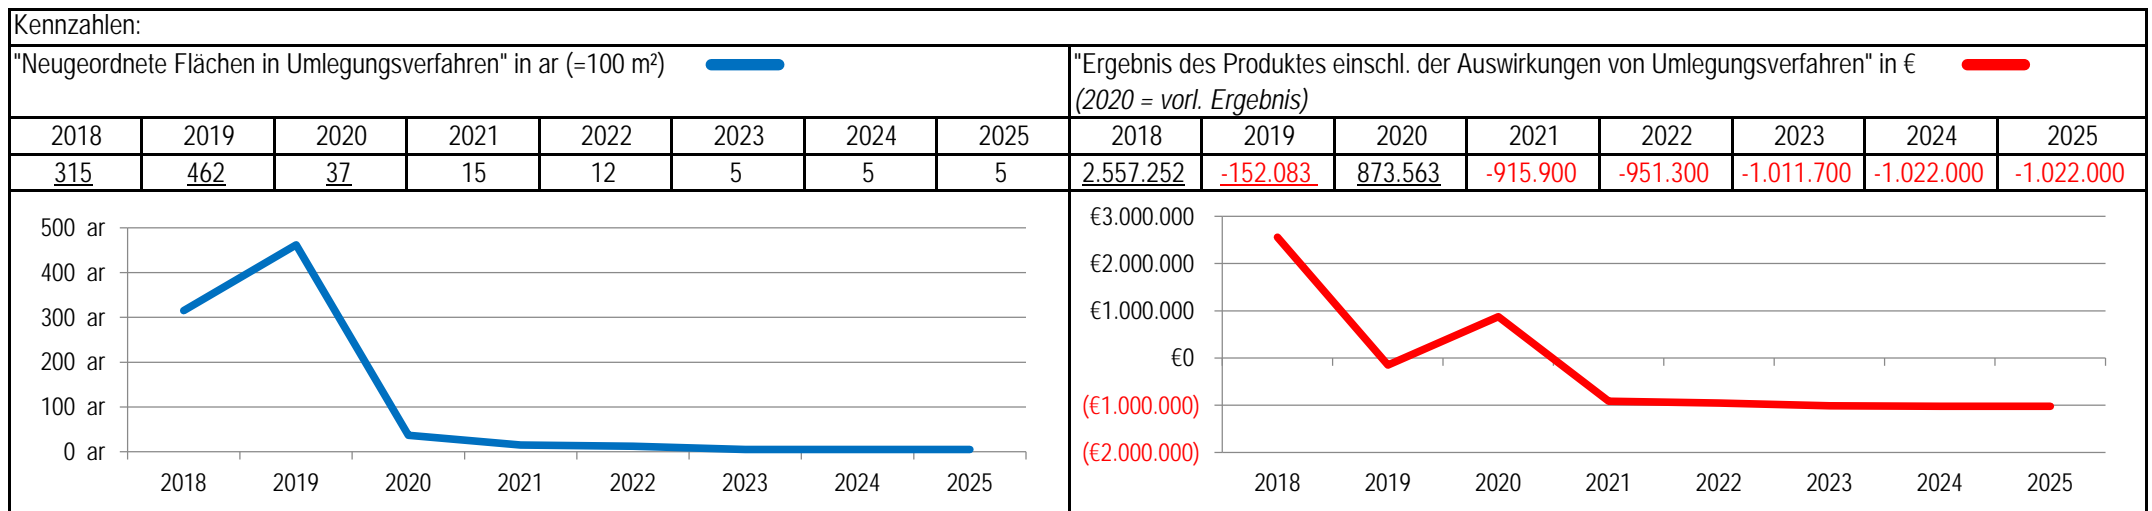 Kennzahlen:
"Neugeordnete Flächen in Umlegungsverfahren" in ar (=100 m²)
2018 2019 2020 2021 2022 2023 2024 2025
315 462 37 15 12 5 5 5
500 ar
400 ar
300 ar
200 ar
100 ar
0 ar
2018 2019 2020 2021 2022 2023 2024 2025
"Ergebnis des Produktes einschl. der Auswirkungen von Umlegungsverfahren" in €
(2020 = vorl. Ergebnis)
2018 2019 2020 2021 2022 2023 2024 2025
2.557.252 -152.083 873.563 -915.900 -951.300 -1.011.700 -1.022.000 -1.022.000
€3.000.000
€2.000.000
€1.000.000
€0
(€1.000.000)
(€2.000.000)
2018 2019 2020 2021 2022 2023 2024 2025